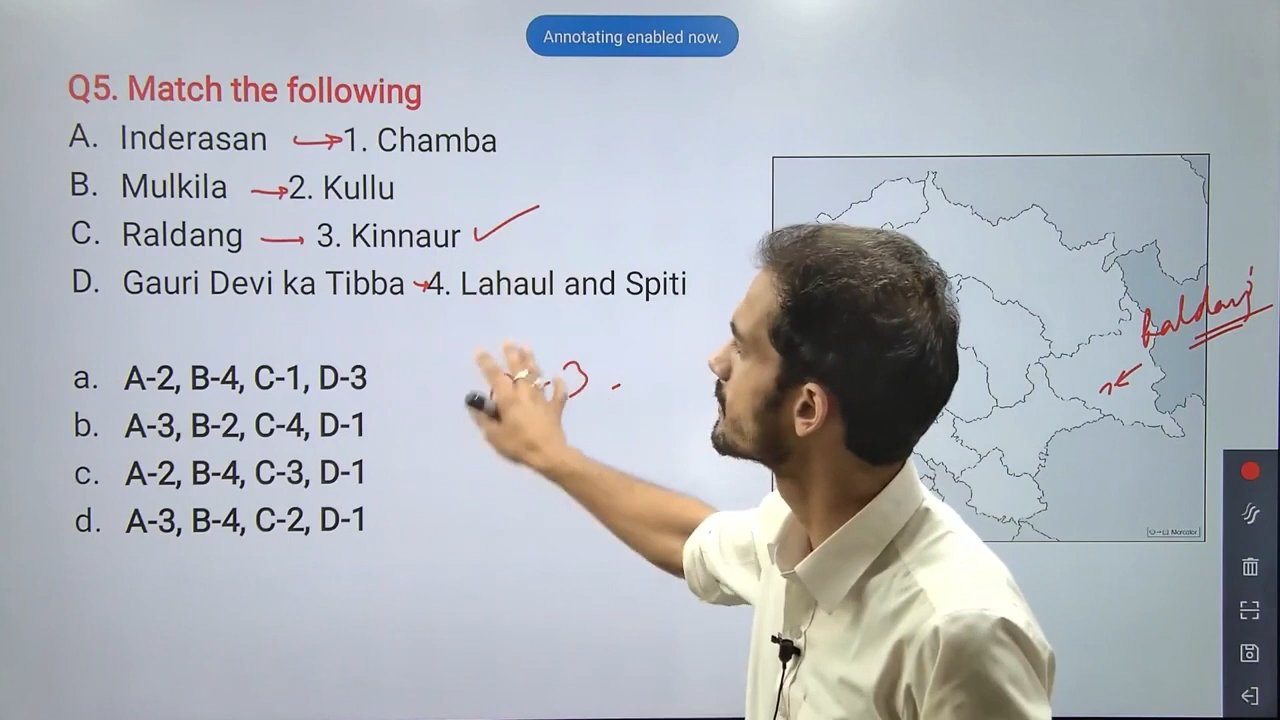 Annotating enabled now.
Q5. Match the following
A. Inderasan → 1. Chamba
B. Mulkila → 2. Kullu
C. Raldang — 3. Kinnaur ✓
D. Gauri Devi ka Tibba → 4. Lahaul and Spiti
Raldang
3.
a. A-2, B-4, C-1, D-3
b. A-3, B-2, C-4, D-1
c. A-2, B-4, C-3, D-1
d. A-3, B-4, C-2, D-1